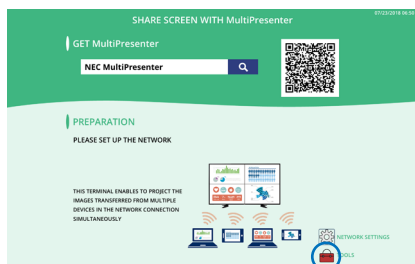 07/23/2018 06:58
SHARE SCREEN WITH MultiPresenter
GET MultiPresenter
NEC MultiPresenter
PREPARATION
PLEASE SET UP THE NETWORK
THIS TERMINAL ENABLES TO PROJECT THE
IMAGES TRANSFERRED FROM MULTIPLE
DEVICES IN THE NETWORK CONNECTION
SIMULTANEOUSLY
NETWORK SETTINGS